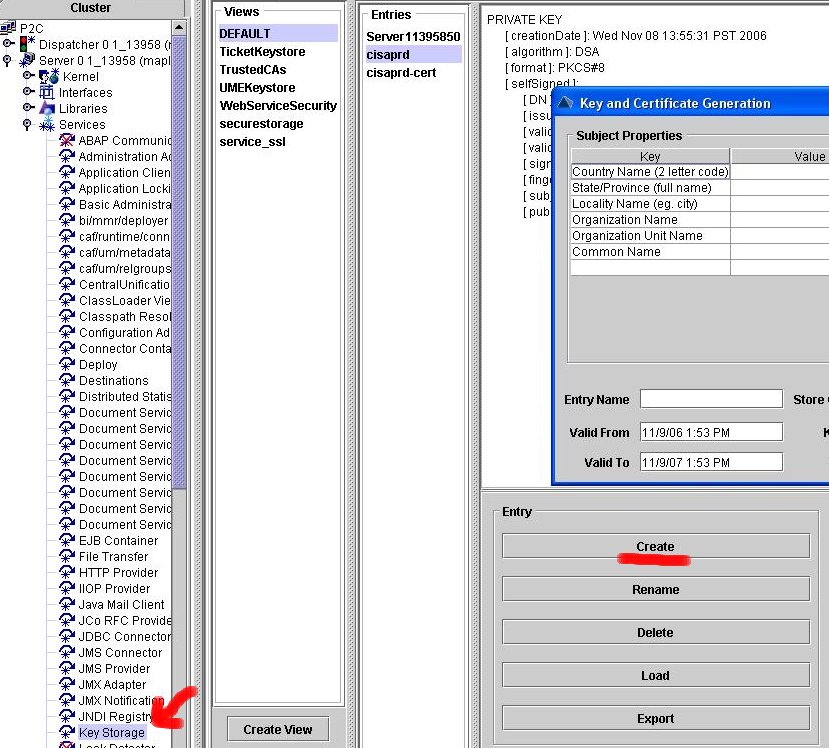 Cluster
P2C
Dispatcher 0 1_13958 (r
Server 0 1_13958 (mapl
Kernel
Interfaces
Libraries
Services
ABAP Communic
Administration Ac
Application Clien
Application Locki
Basic Administra
bi/mmr/deployer
caf/runtime/conn
caf/um/metadata
caf/um/relgroups
CentralUnificatio
ClassLoader Vie
Classpath Resol
Configuration Ad
Connector Conta
Deploy
Destinations
Distributed Statis
Document Servic
Document Servic
Document Servic
Document Servic
Document Servic
Document Servic
Document Servic
Document Servic
EJB Container
File Transfer
HTTP Provider
IIOP Provider
Java Mail Client
JCo RFC Provide
JDBC Connector
JMS Connector
JMS Provider
JMX Adapter
JMX Notification
JNDI Registry
Key Storage
Lock Detector
Views
DEFAULT
TicketKeystore
TrustedCAs
UMEKeystore
WebServiceSecurity
securestorage
service_ssl
Create View
Entries
Server11395850
cisaprd
cisaprd-cert
PRIVATE KEY
[ creationDate ]: Wed Nov 08 13:55:31 PST 2006
[ algorithm ]: DSA
[ format ]: PKCS#8
[ selfSigned ]:
[ DN
[ issu
[ valid
[ valid
[ sign
[ finge
[ subj
[ pub
Key and Certificate Generation
Subject Properties
Key Value
Country Name (2 letter code)
State/Province (full name)
Locality Name (eg. city)
Organization Name
Organization Unit Name
Common Name
Entry Name Store
Valid From 11/9/06 1:53 PM
Valid To 11/9/07 1:53 PM
Entry
Create
Rename
Delete
Load
Export